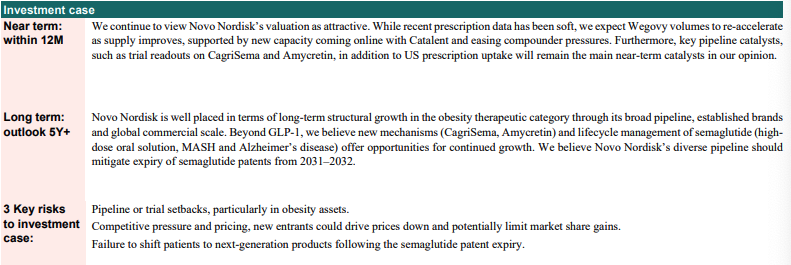 Investment case
Near term:
within 12M
We continue to view Novo Nordisk's valuation as attractive. While recent prescription data has been soft, we expect Wegovy volumes to re-accelerate
as supply improves, supported by new capacity coming online with Catalent and easing compounder pressures. Furthermore, key pipeline catalysts,
such as trial readouts on CagriSema and Amycretin, in addition to US prescription uptake will remain the main near-term catalysts in our opinion.
Long term:
outlook 5Y+
Novo Nordisk is well placed in terms of long-term structural growth in the obesity therapeutic category through its broad pipeline, established brands
and global commercial scale. Beyond GLP-1, we believe new mechanisms (CagriSema, Amycretin) and lifecycle management of semaglutide (high-
dose oral solution, MASH and Alzheimer's disease) offer opportunities for continued growth. We believe Novo Nordisk's diverse pipeline should
mitigate expiry of semaglutide patents from 2031–2032.
3 Key risks
to investment
case:
Pipeline or trial setbacks, particularly in obesity assets.
Competitive pressure and pricing, new entrants could drive prices down and potentially limit market share gains.
Failure to shift patients to next-generation products following the semaglutide patent expiry.